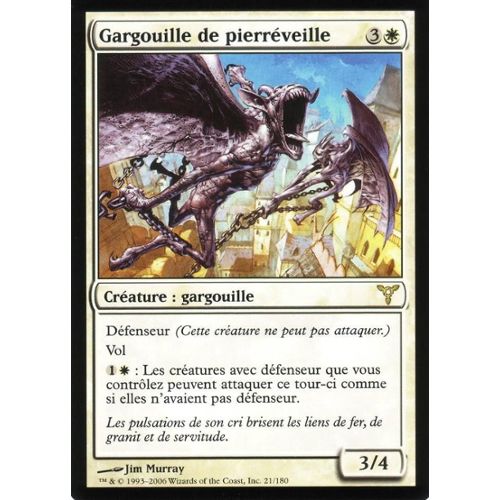 Gargouille de pierréveille 3
Créature : gargouille
Défenseur (Cette créature ne peut pas attaquer.)
Vol
1 : Les créatures avec défenseur que vous
contrôlez peuvent attaquer ce tour-ci comme
si elles n'avaient pas défenseur.
Les pulsations de son cri brisent les liens de fer, de
granit et de servitude.
Jim Murray
3/4
™ & © 1993–2006 Wizards of the Coast, Inc. 21/180